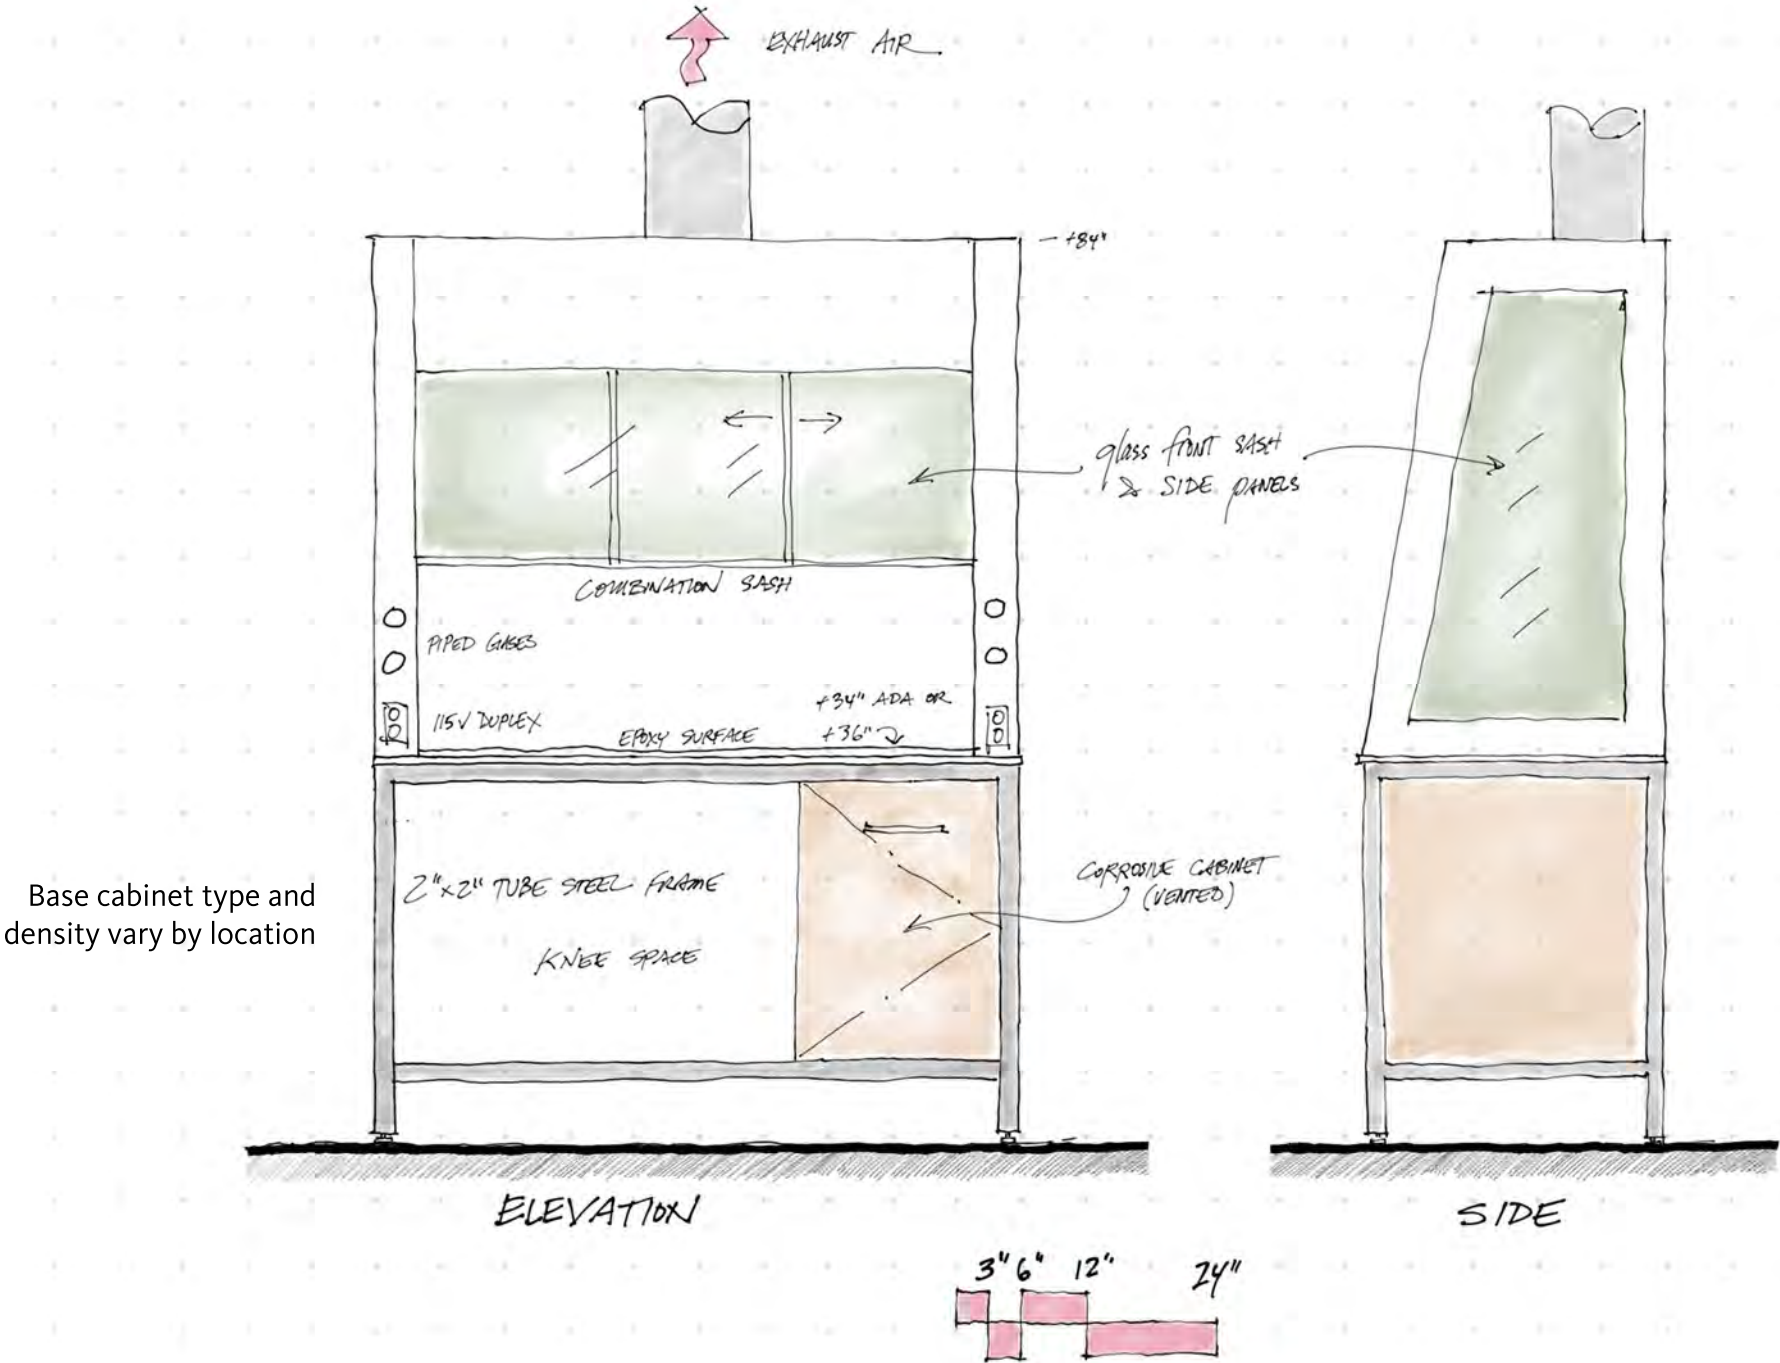 EXHAUST AIR
+84"
glass front SASH
& SIDE PANELS
COMBINATION SASH
PIPED GASES
+34" ADA OR
115V DUPLEX
EPOXY SURFACE
+36"
2"x2" TUBE STEEL FRAME
CORROSIVE CABINET
(VENTED)
Base cabinet type and
density vary by location
KNEE SPACE
ELEVATION
SIDE
3" 6" 12" 24"